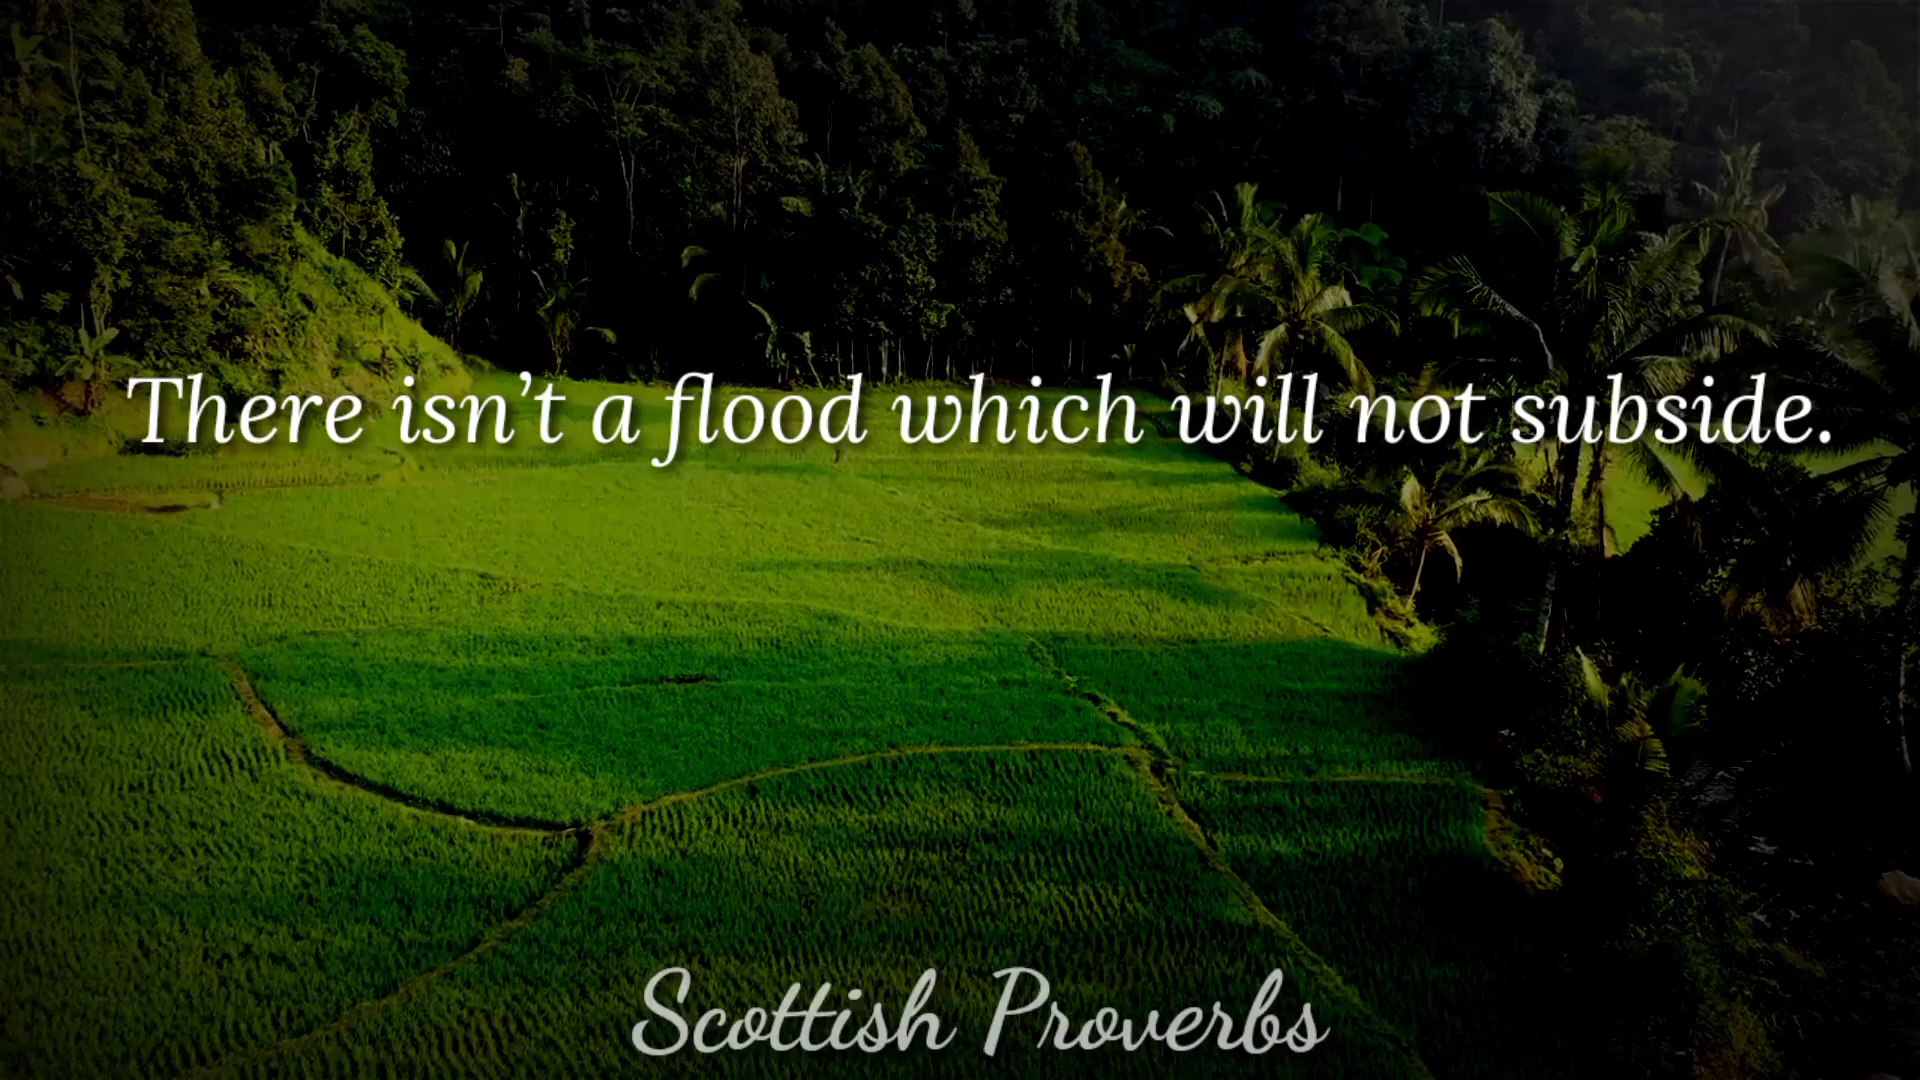 There isn’t a flood which will not subside.
Scottish Proverbs